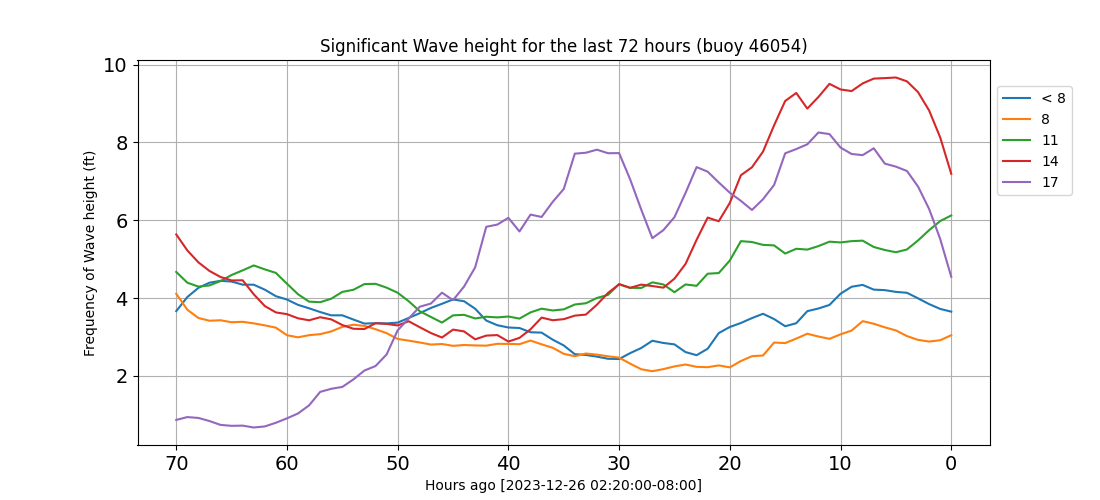 Significant Wave height for the last 72 hours (buoy 46054)
Frequency of Wave height (ft)
10
8
6
4
2
70 60 50 40 30 20 10 0
Hours ago [2023-12-26 02:20:00-08:00]
< 8
8
11
14
17